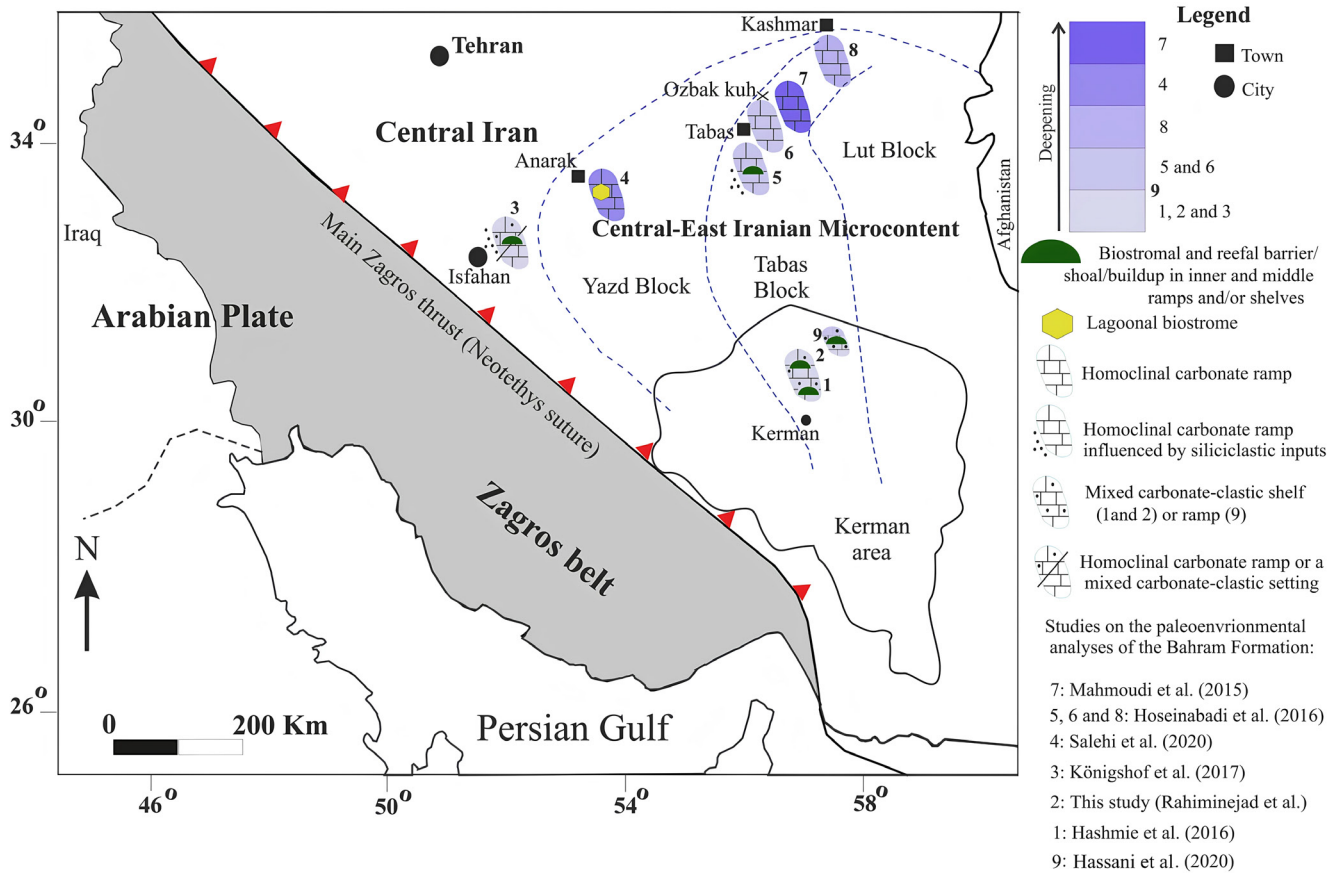 Kashmar
8
Tehran
7
Ozbak kuh
34°
Central Iran
Tabas
Lut Block
6
Anarak
4
5
Afghanistan
3
Central-East Iranian Microcontent
Iraq
Main Zagros thrust (Neotethys suture)
Isfahan
Yazd Block
Tabas
Block
Arabian Plate
9
2
1
30°
Kerman
Zagros belt
Kerman
area
N
26°
0 200 Km
Persian Gulf
46° 50° 54° 58°
Legend
Deepening
7
4
8
5 and 6
9
1, 2 and 3
Town
City
Biostromal and reefal barrier/
shoal/buildup in inner and middle
ramps and/or shelves
Lagoonal biostrome
Homoclinal carbonate ramp
Homoclinal carbonate ramp
influenced by siliciclastic inputs
Mixed carbonate-clastic shelf
(1and 2) or ramp (9)
Homoclinal carbonate ramp or a
mixed carbonate-clastic setting
Studies on the paleoenvrionmental
analyses of the Bahram Formation:
7: Mahmoudi et al. (2015)
5, 6 and 8: Hoseinabadi et al. (2016)
4: Salehi et al. (2020)
3: Königshof et al. (2017)
2: This study (Rahiminejad et al.)
1: Hashmie et al. (2016)
9: Hassani et al. (2020)